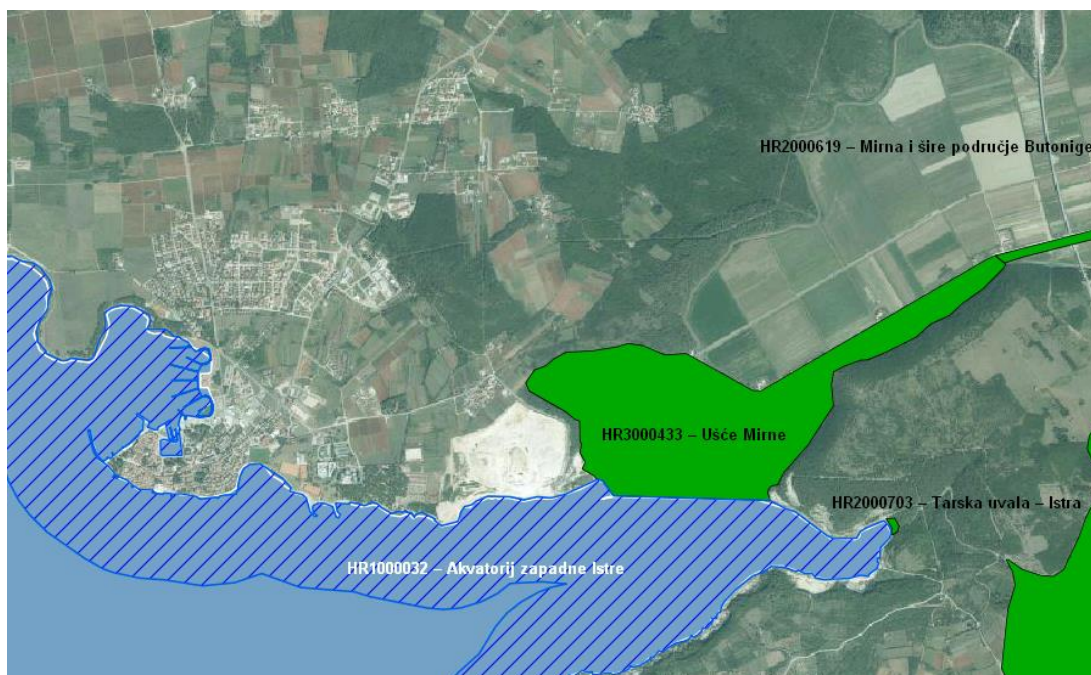 HR2000619 – Mirna i šire područje Butonige
HR3000433 – Ušće Mirne
HR2000703 – Tarska uvala – Istra
HR1000032 – Akvatorij zapadne Istre